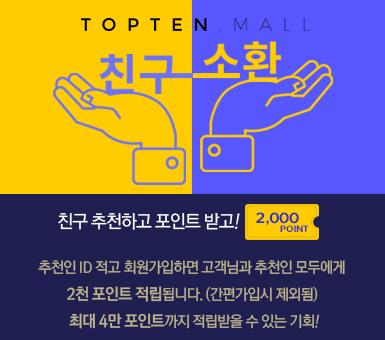 TOPTEN.MALL
친구 소환
친구 추천하고 포인트 받고! 2,000 POINT
추천인 ID 적고 회원가입하면 고객님과 추천인 모두에게
2천 포인트 적립됩니다. (간편가입시 제외됨)
최대 4만 포인트까지 적립받을 수 있는 기회!